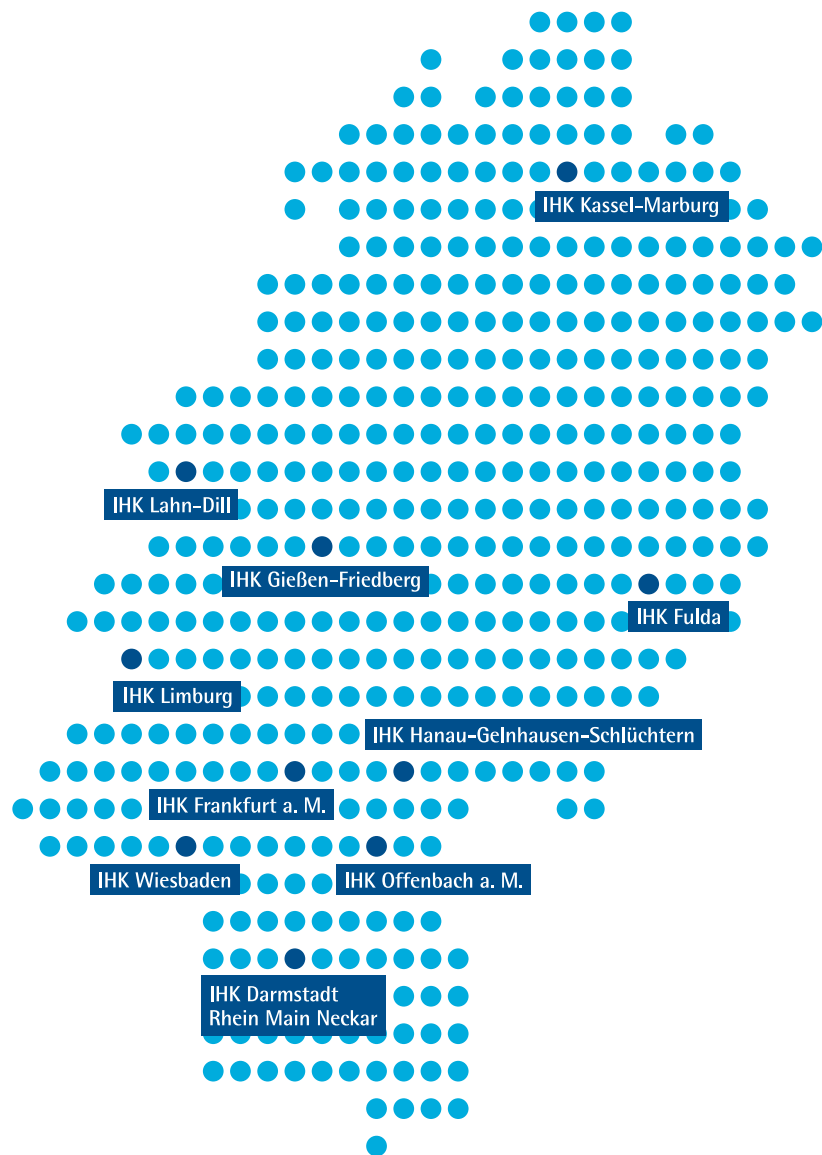 IHK Kassel-Marburg
IHK Lahn-Dill
IHK Gießen-Friedberg
IHK Fulda
IHK Limburg
IHK Hanau-Gelnhausen-Schlüchtern
IHK Frankfurt a. M.
IHK Wiesbaden
IHK Offenbach a. M.
IHK Darmstadt
Rhein Main Neckar